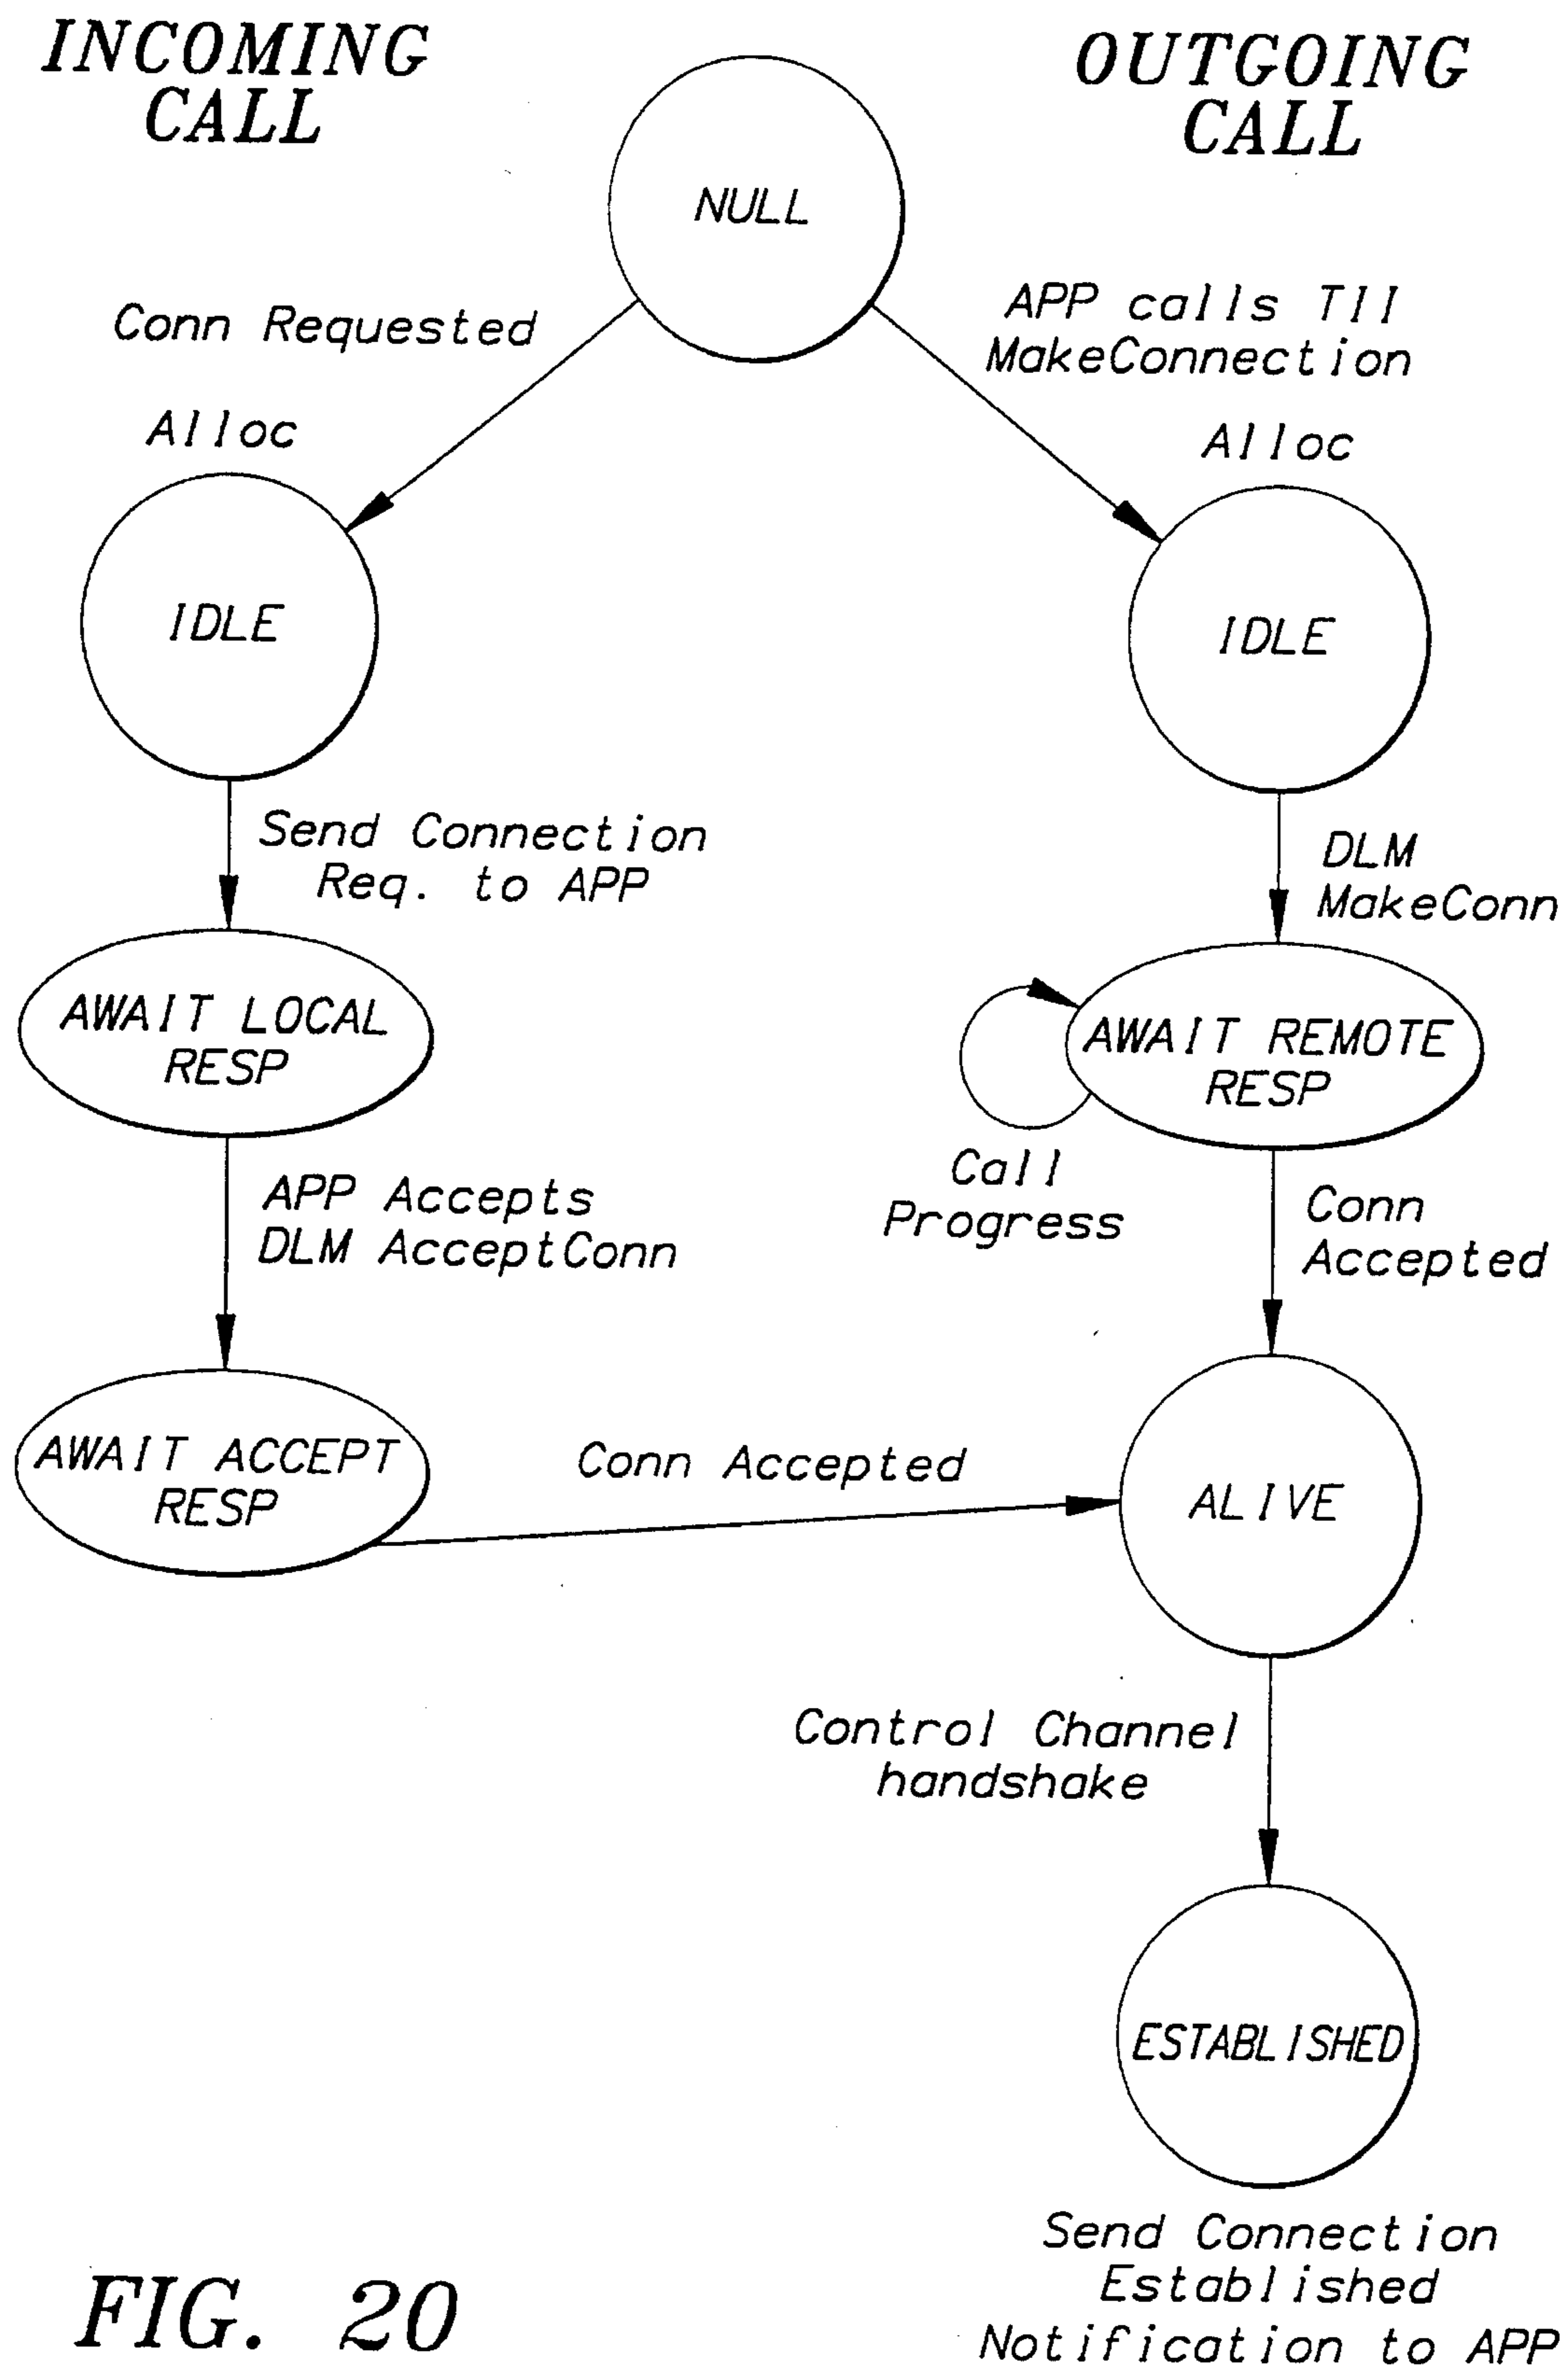 INCOMING
CALL
OUTGOING
CALL
NULL
Conn Requested
APP calls TII
MakeConnection
Alloc
Alloc
IDLE
IDLE
Send Connection
Req. to APP
DLM
MakeConn
AWAIT LOCAL
RESP
AWAIT REMOTE
RESP
APP Accepts
DLM AcceptConn
Call
Progress
Conn
Accepted
AWAIT ACCEPT
RESP
Conn Accepted
ALIVE
Control Channel
handshake
ESTABLISHED
Send Connection
Established
Notification to APP
FIG. 20